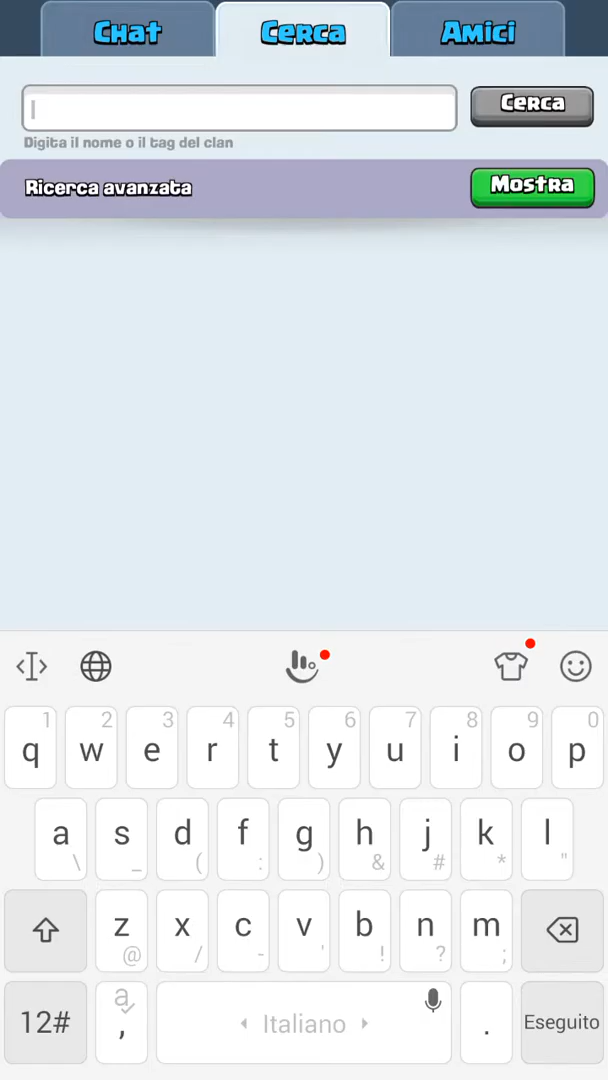 Chat Cerca Amici
Cerca
Digita il nome o il tag del clan
Ricerca avanzata Mostra
1 2 3 4 5 6 7 8 9 0
q w e r t y u i o p
a s d f g h j k l
\ _ ( : ) & # * "
z x c v b n m
@ / - ' ! ? ;
12# a , Italiano . Eseguito